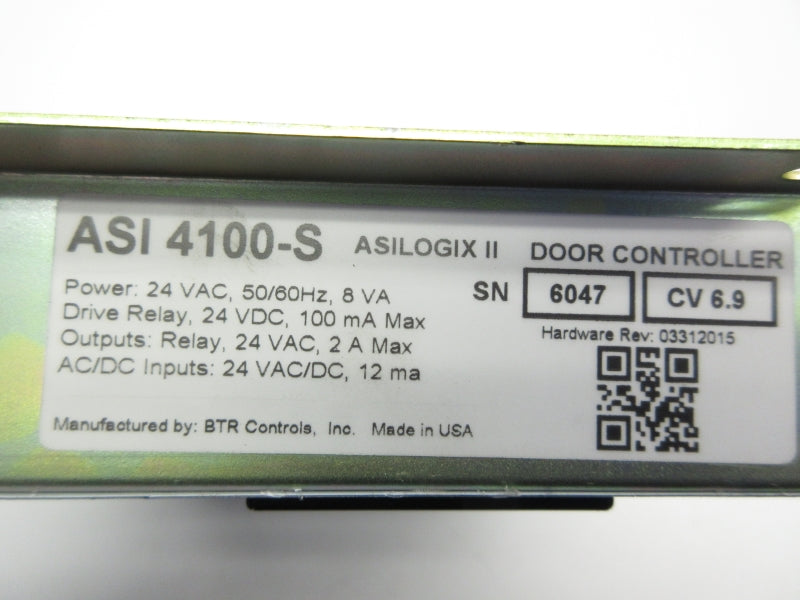 ASI 4100-S ASILOGIX II DOOR CONTROLLER
Power: 24 VAC, 50/60Hz, 8 VA
SN 6047 CV 6.9
Drive Relay, 24 VDC, 100 mA Max
Hardware Rev: 03312015
Outputs: Relay, 24 VAC, 2 A Max
AC/DC Inputs: 24 VAC/DC, 12 ma
Manufactured by: BTR Controls, Inc. Made in USA